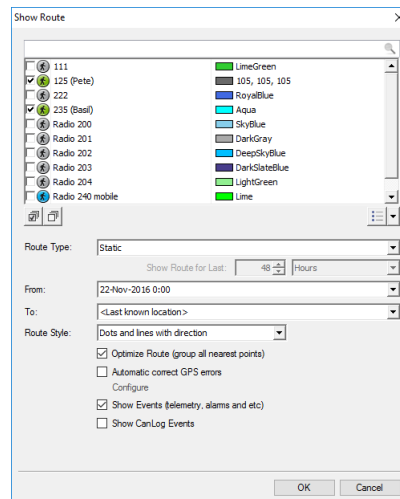 Show Route
111 LimeGreen
125 (Pete) 105, 105, 105
222 RoyalBlue
235 (Basil) Aqua
Radio 200 SkyBlue
Radio 201 DarkGray
Radio 202 DeepSkyBlue
Radio 203 DarkSlateBlue
Radio 204 LightGreen
Radio 240 mobile Lime
Route Type: Static
Show Route for Last: 48 Hours
From: 22-Nov-2016 0:00
To: <Last known location>
Route Style: Dots and lines with direction
Optimize Route (group all nearest points)
Automatic correct GPS errors
Configure
Show Events (telemetry, alarms and etc)
Show CanLog Events
OK Cancel